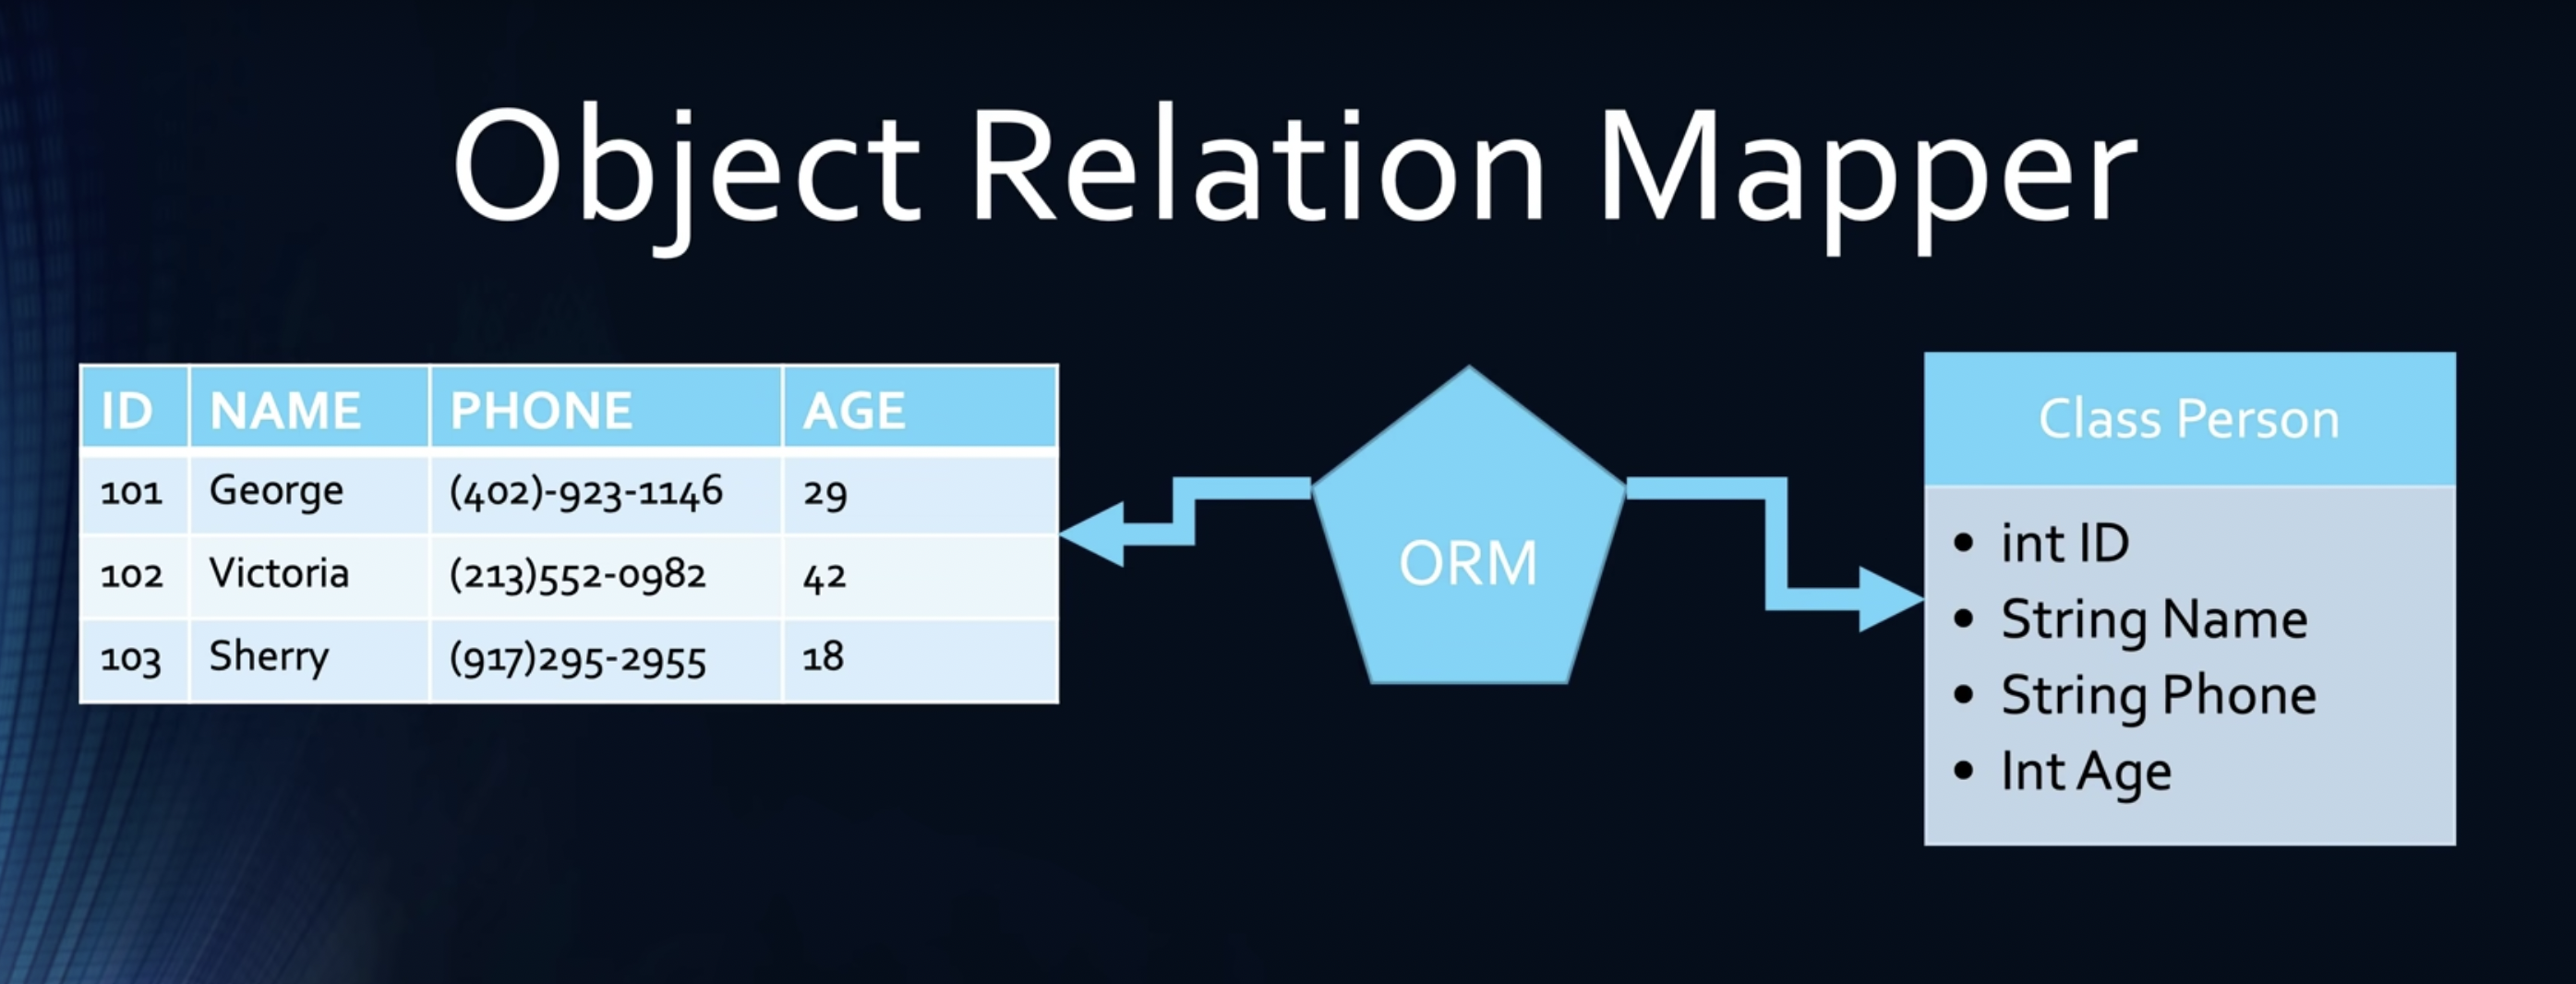 Object Relation Mapper
ID NAME PHONE AGE
101 George (402)-923-1146 29
102 Victoria (213)552-0982 42
103 Sherry (917)295-2955 18
ORM
Class Person
• int ID
• String Name
• String Phone
• Int Age